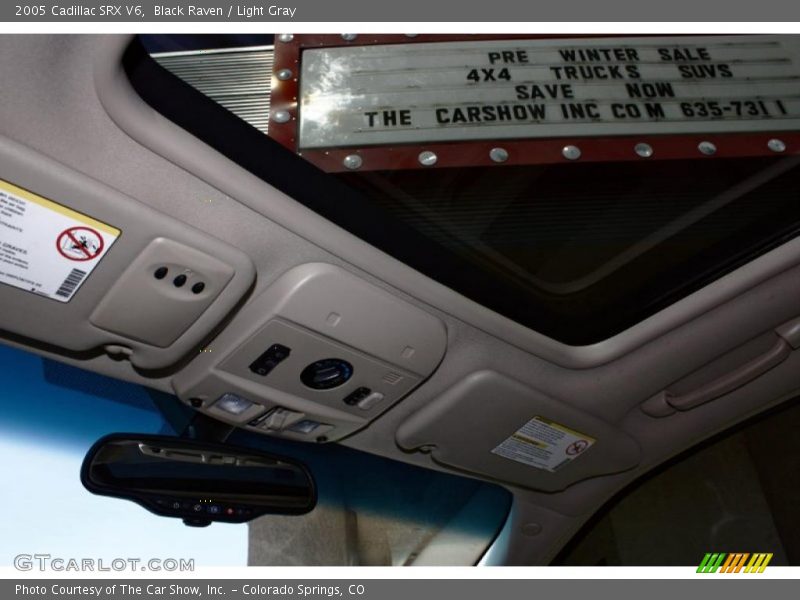 2005 Cadillac SRX V6, Black Raven / Light Gray
PRE WINTER SALE
4X4 TRUCKS SUVS
SAVE NOW
THE CARSHOW INC COM 635-7311
GTcarlot.com
Photo Courtesy of The Car Show, Inc. - Colorado Springs, CO